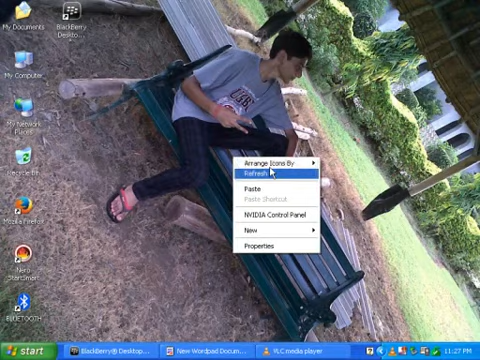 My Documents
BlackBerry
Deskto...
My Computer
My Network
Places
Recycle Bin
Mozilla Firefox
Nero
StartSmart
BLUETOOTH
Arrange Icons By
Refresh
Paste
Paste Shortcut
NVIDIA Control Panel
New
Properties
start
BlackBerry® Desktop...
New Wordpad Docum...
VLC media player
?
11:27 PM